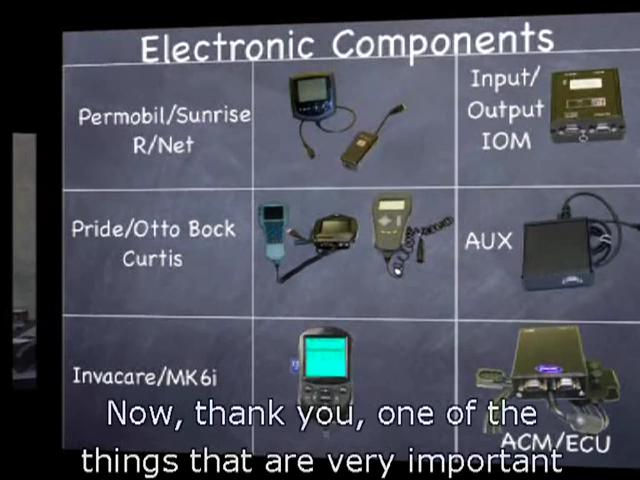 Electronic Components
Permobil/Sunrise
R/Net
Input/
Output
IOM
Pride/Otto Bock
Curtis
AUX
Invacare/MK6i
ACM/ECU
Now, thank you, one of the
things that are very important